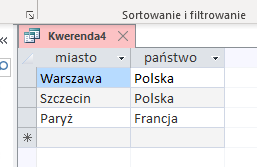 Sortowanie i filtrowanie
Kwerenda4
miasto państwo
Warszawa Polska
Szczecin Polska
Paryż Francja